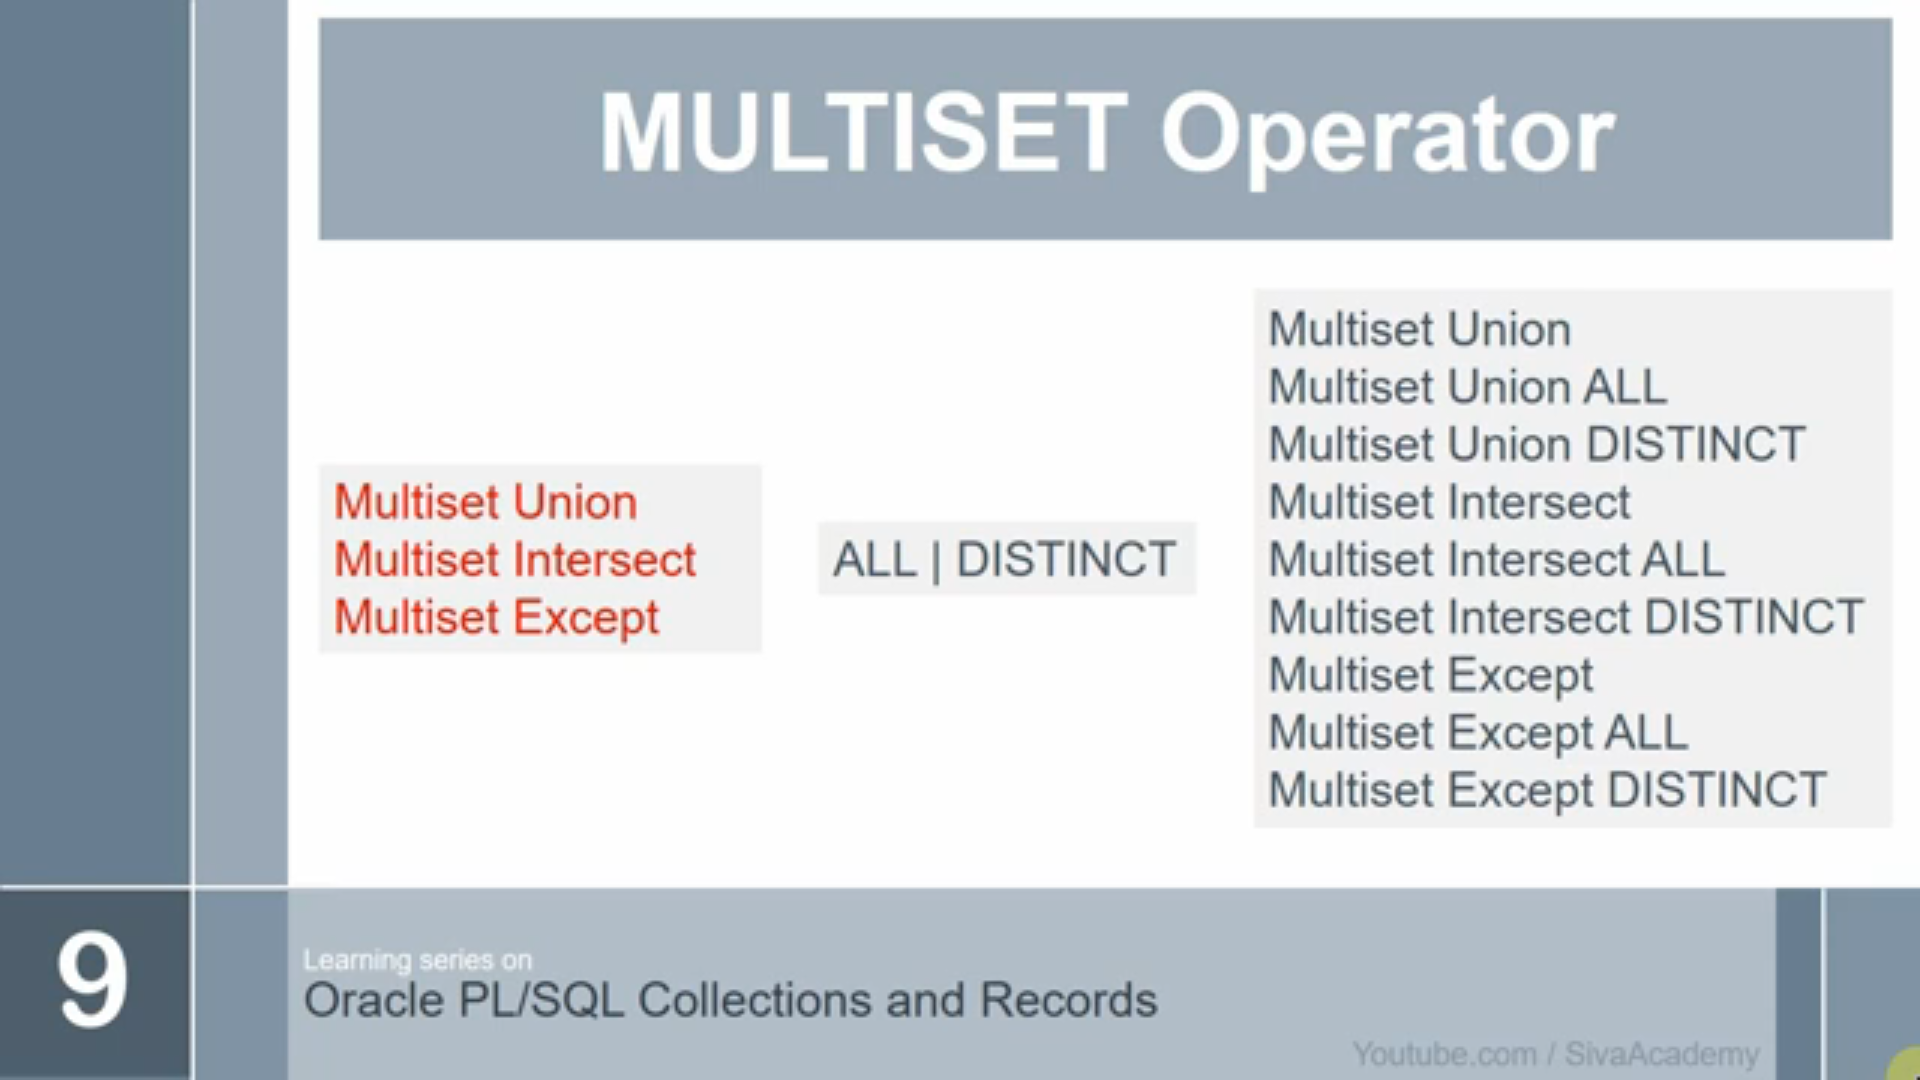 MULTISET Operator
Multiset Union
Multiset Intersect
Multiset Except
ALL | DISTINCT
Multiset Union
Multiset Union ALL
Multiset Union DISTINCT
Multiset Intersect
Multiset Intersect ALL
Multiset Intersect DISTINCT
Multiset Except
Multiset Except ALL
Multiset Except DISTINCT
9
Learning series on
Oracle PL/SQL Collections and Records
Youtube.com / SivaAcademy